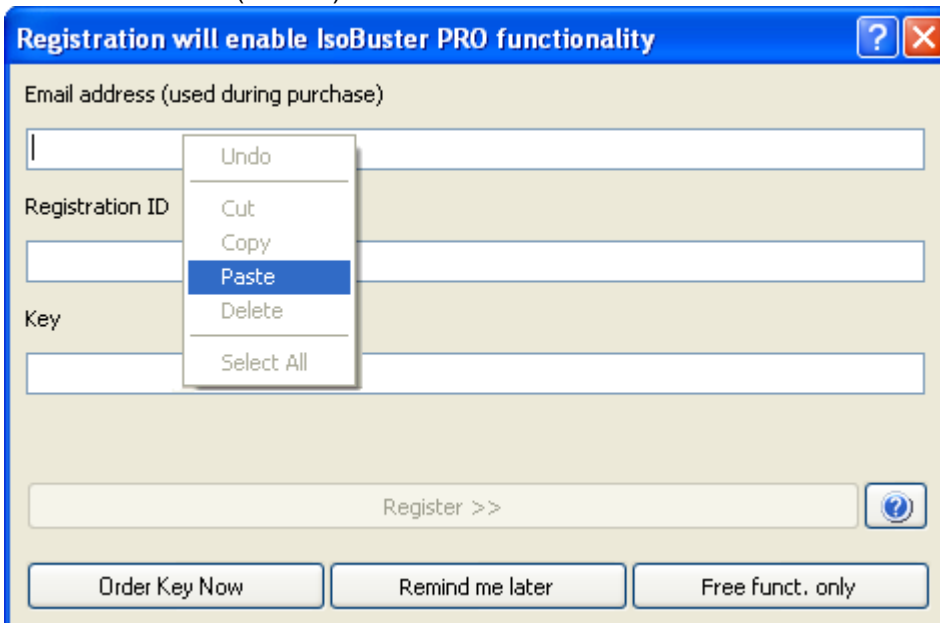 Registration will enable IsoBuster PRO functionality
Email address (used during purchase)
Undo
Registration ID
Cut
Copy
Paste
Delete
Key
Select All
Register >>
Order Key Now
Remind me later
Free funct. only